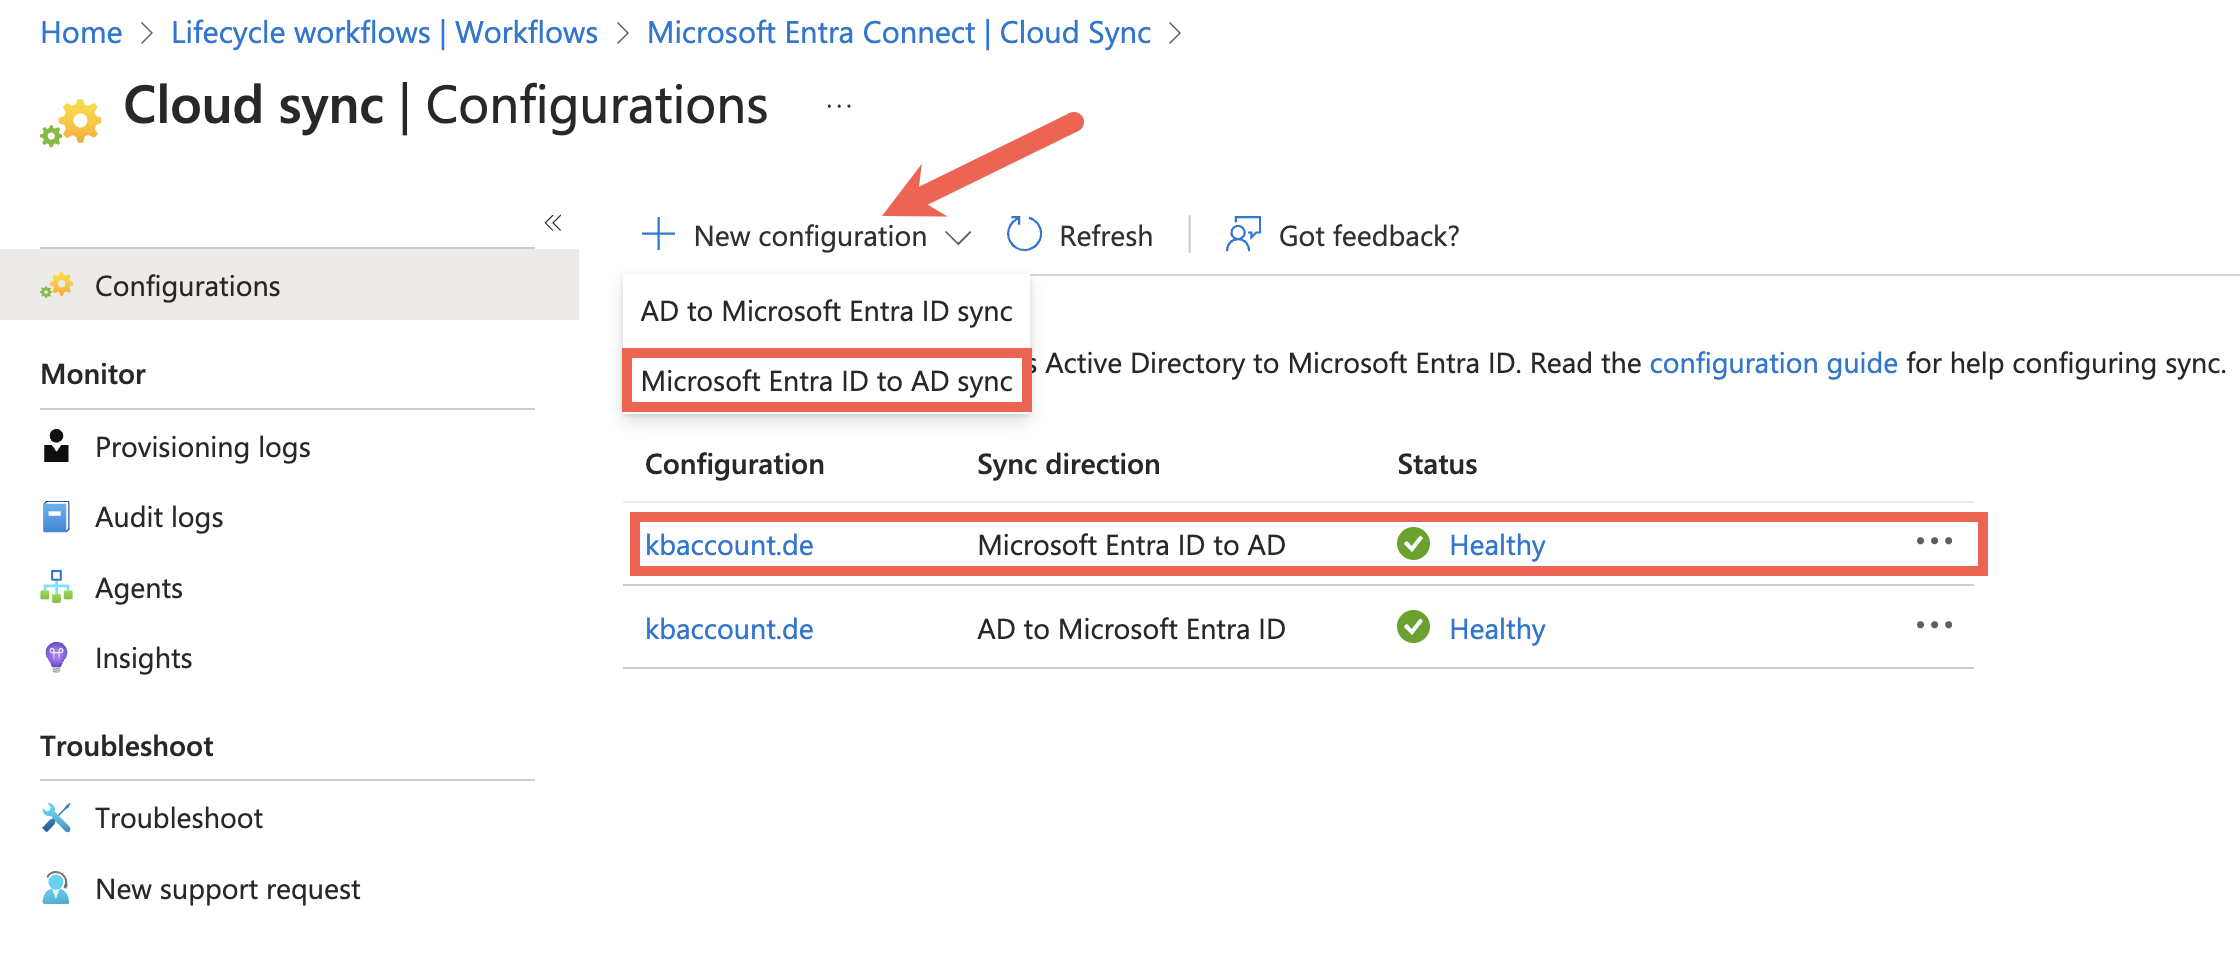 Home > Lifecycle workflows | Workflows > Microsoft Entra Connect | Cloud Sync >
Cloud sync | Configurations ...
«
New configuration
Refresh
Got feedback?
Configurations
AD to Microsoft Entra ID sync
Microsoft Entra ID to AD sync
Active Directory to Microsoft Entra ID. Read the configuration guide for help configuring sync.
Monitor
Provisioning logs
Audit logs
Agents
Insights
Troubleshoot
Troubleshoot
New support request
Configuration Sync direction Status
kbaccount.de Microsoft Entra ID to AD Healthy ...
kbaccount.de AD to Microsoft Entra ID Healthy ...